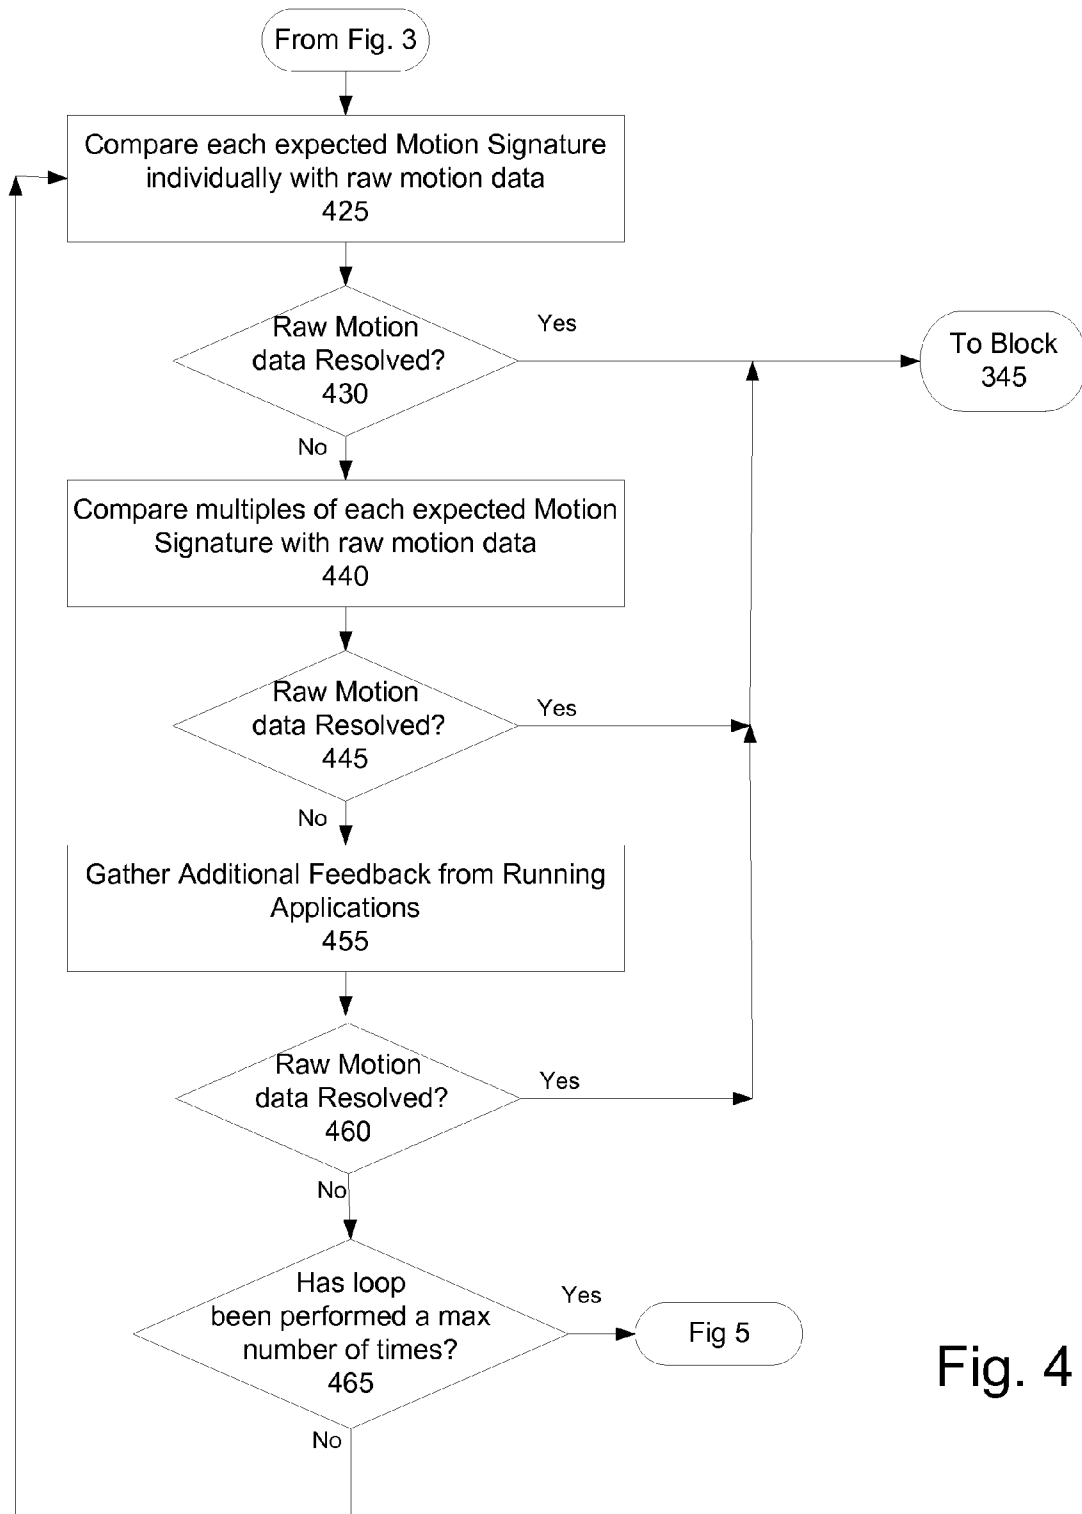 From Fig. 3
Compare each expected Motion Signature
individually with raw motion data
425
Raw Motion
data Resolved?
430
Yes
To Block
345
No
Compare multiples of each expected Motion
Signature with raw motion data
440
Raw Motion
data Resolved?
445
Yes
No
Gather Additional Feedback from Running
Applications
455
Raw Motion
data Resolved?
460
Yes
No
Has loop
been performed a max
number of times?
465
Yes
Fig 5
No
Fig. 4